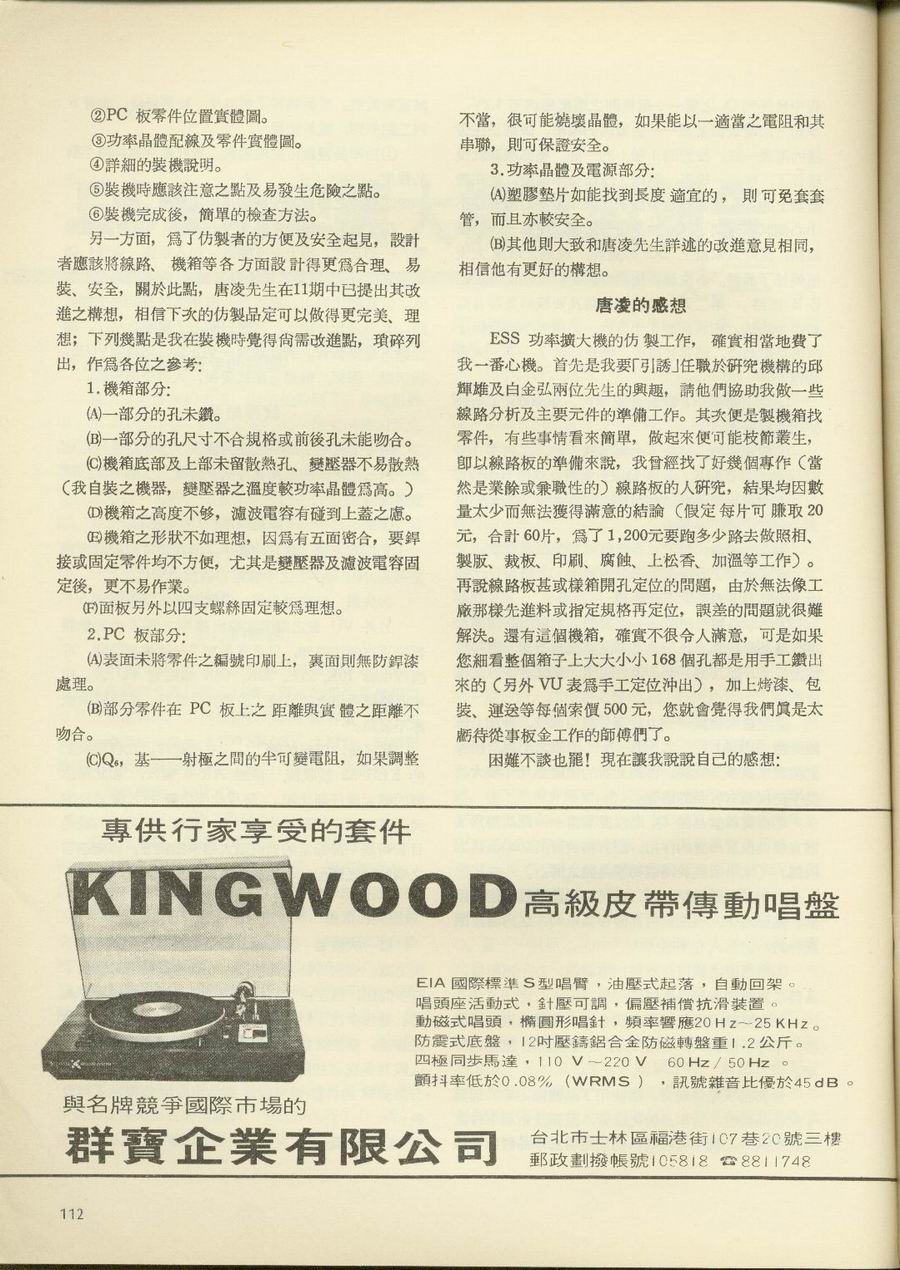 ②PC 板零件位置實體圖。
③功率晶體配線及零件實體圖。
④詳細的裝機說明。
⑤裝機時應該注意之點及易發生危險之點。
⑥裝機完成後，簡單的檢查方法。
另一方面，爲了仿製者的方便及安全起見，設計
者應該將線路、 機箱等各方面設計得更爲合理、 易
裝、安全，關於此點，唐凌先生在11期中已提出其改
進之構想，相信下次的仿製品定可以做得更完美、理
想；下列幾點是我在裝機時覺得尙需改進點，瑣碎列
出，作爲各位之參考:
1.機箱部分:
(A)一部分的孔未鑽。
(B)一部分的孔尺寸不合規格或前後孔未能吻合。
(C)機箱底部及上部未留散熱孔、變壓器不易散熱
（我自裝之機器，變壓器之溫度較功率晶體爲高。）
(D)機箱之高度不够，濾波電容有碰到上蓋之慮。
(E)機箱之形狀不如理想，因爲有五面密合，要銲
接或固定零件均不方便，尤其是變壓器及濾波電容固
定後，更不易作業。
(F)面板另外以四支螺絲固定較爲理想。
2.PC 板部分:
(A)表面未將零件之編號印刷上，裏面則無防銲漆
處理。
(B)部分零件在 PC 板上之距離與實體之距離不
吻合。
(C)Q₆，基——射極之間的半可變電阻，如果調整
不當，很可能燒壞晶體，如果能以一適當之電阻和其
串聯，則可保證安全。
3.功率晶體及電源部分:
(A)塑膠墊片如能找到長度適宜的， 則可免套套
管，而且亦較安全。
(B)其他則大致和唐凌先生詳述的改進意見相同，
相信他有更好的構想。
唐凌的感想
ESS 功率擴大機的仿製工作， 確實相當地費了
我一番心機。首先是我要「引誘」任職於硏究機構的邱
輝雄及白金弘兩位先生的興趣，請他們協助我做一些
線路分析及主要元件的準備工作。其次便是製機箱找
零件，有些事情看來簡單，做起來便可能枝節叢生，
卽以線路板的準備來說，我曾經找了好幾個專作（當
然是業餘或兼職性的）線路板的人硏究，結果均因數
量太少而無法獲得滿意的結論（假定每片可賺取20
元，合計60片，爲了1,200元要跑多少路去做照相、
製版、裁板、印刷、腐蝕、上松香、加溫等工作）。
再說線路板甚或樣箱開孔定位的問題，由於無法像工
廠那樣先進料或指定規格再定位，誤差的問題就很難
解決。還有這個機箱，確實不很令人滿意，可是如果
您細看整個箱子上大大小小168個孔都是用手工鑽出
來的（另外VU表爲手工定位沖出），加上烤漆、包
裝、運送等每個索價500元，您就會覺得我們眞是太
虧待從事板金工作的師傅們了。
困難不談也罷！現在讓我說說自己的感想:
專供行家享受的套件
KINGWOOD高級皮帶傳動唱盤
EIA國際標準S型唱臂，油壓式起落，自動回架。
唱頭座活動式，針壓可調，偏壓補償抗滑裝置。
動磁式唱頭，橢圓形唱針，頻率響應20Hz～25KHz。
防震式底盤，12吋壓鑄鋁合金防磁轉盤重1.2公斤。
四極同步馬達，110 V～220 V 60Hz / 50Hz 。
顫抖率低於0.08%（WRMS），訊號雜音比優於45dB。
與名牌競爭國際市場的
群寶企業有限公司
台北市士林區福港街107巷20號三樓
郵政劃撥帳號105818 ☎8811748
112